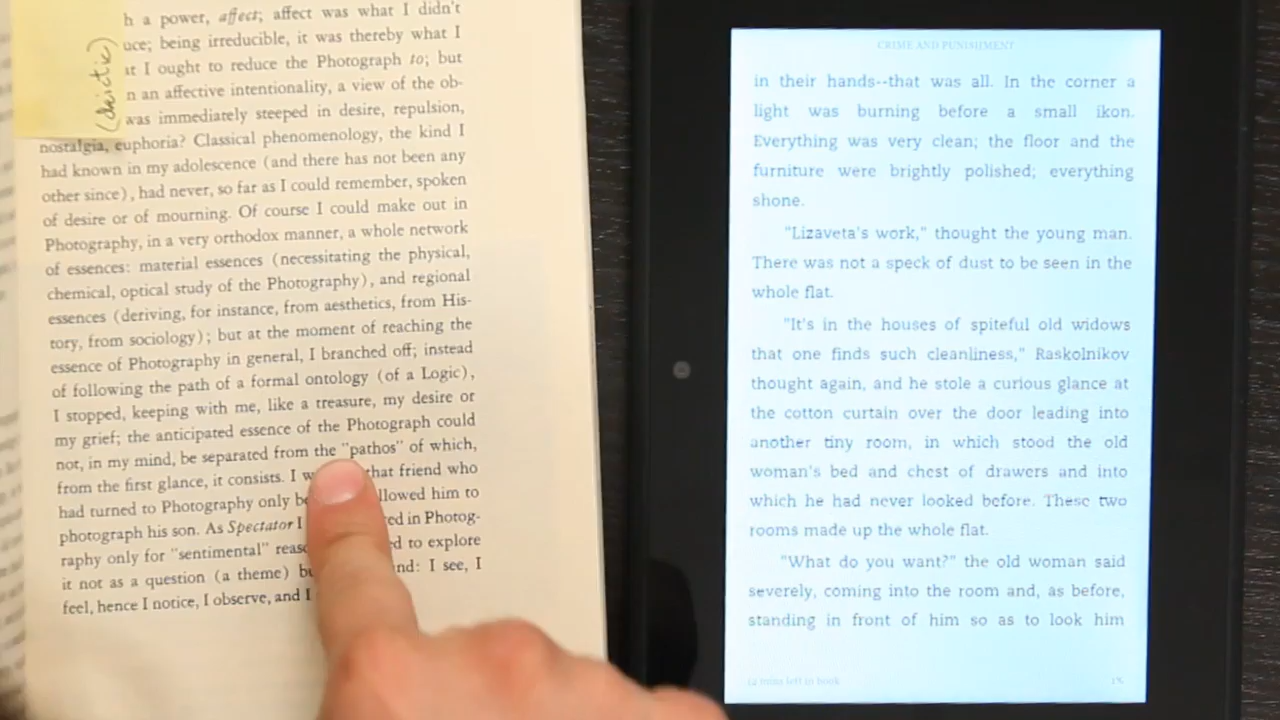 h a power, affect; affect was what I didn't
uce; being irreducible, it was thereby what I
at I ought to reduce the Photograph to; but
n an affective intentionality, a view of the ob-
was immediately steeped in desire, repulsion,
nostalgia, euphoria? Classical phenomenology, the kind I
had known in my adolescence (and there has not been any
other since), had never, so far as I could remember, spoken
of desire or of mourning. Of course I could make out in
Photography, in a very orthodox manner, a whole network
of essences: material essences (necessitating the physical,
chemical, optical study of the Photography), and regional
essences (deriving, for instance, from aesthetics, from His-
tory, from sociology); but at the moment of reaching the
essence of Photography in general, I branched off; instead
of following the path of a formal ontology (of a Logic),
I stopped, keeping with me, like a treasure, my desire or
my grief; the anticipated essence of the Photograph could
not, in my mind, be separated from the "pathos" of which,
from the first glance, it consists. I w that friend who
had turned to Photography only be llowed him to
photograph his son. As Spectator I ed in Photog-
raphy only for "sentimental" reaso d to explore
it not as a question (a theme) bu nd: I see, I
feel, hence I notice, I observe, and I
(deictic)
CRIME AND PUNISHMENT
in their hands--that was all. In the corner a
light was burning before a small ikon.
Everything was very clean; the floor and the
furniture were brightly polished; everything
shone.
"Lizaveta's work," thought the young man.
There was not a speck of dust to be seen in the
whole flat.
"It's in the houses of spiteful old widows
that one finds such cleanliness," Raskolnikov
thought again, and he stole a curious glance at
the cotton curtain over the door leading into
another tiny room, in which stood the old
woman's bed and chest of drawers and into
which he had never looked before. These two
rooms made up the whole flat.
"What do you want?" the old woman said
severely, coming into the room and, as before,
standing in front of him so as to look him
mins left in book
1%